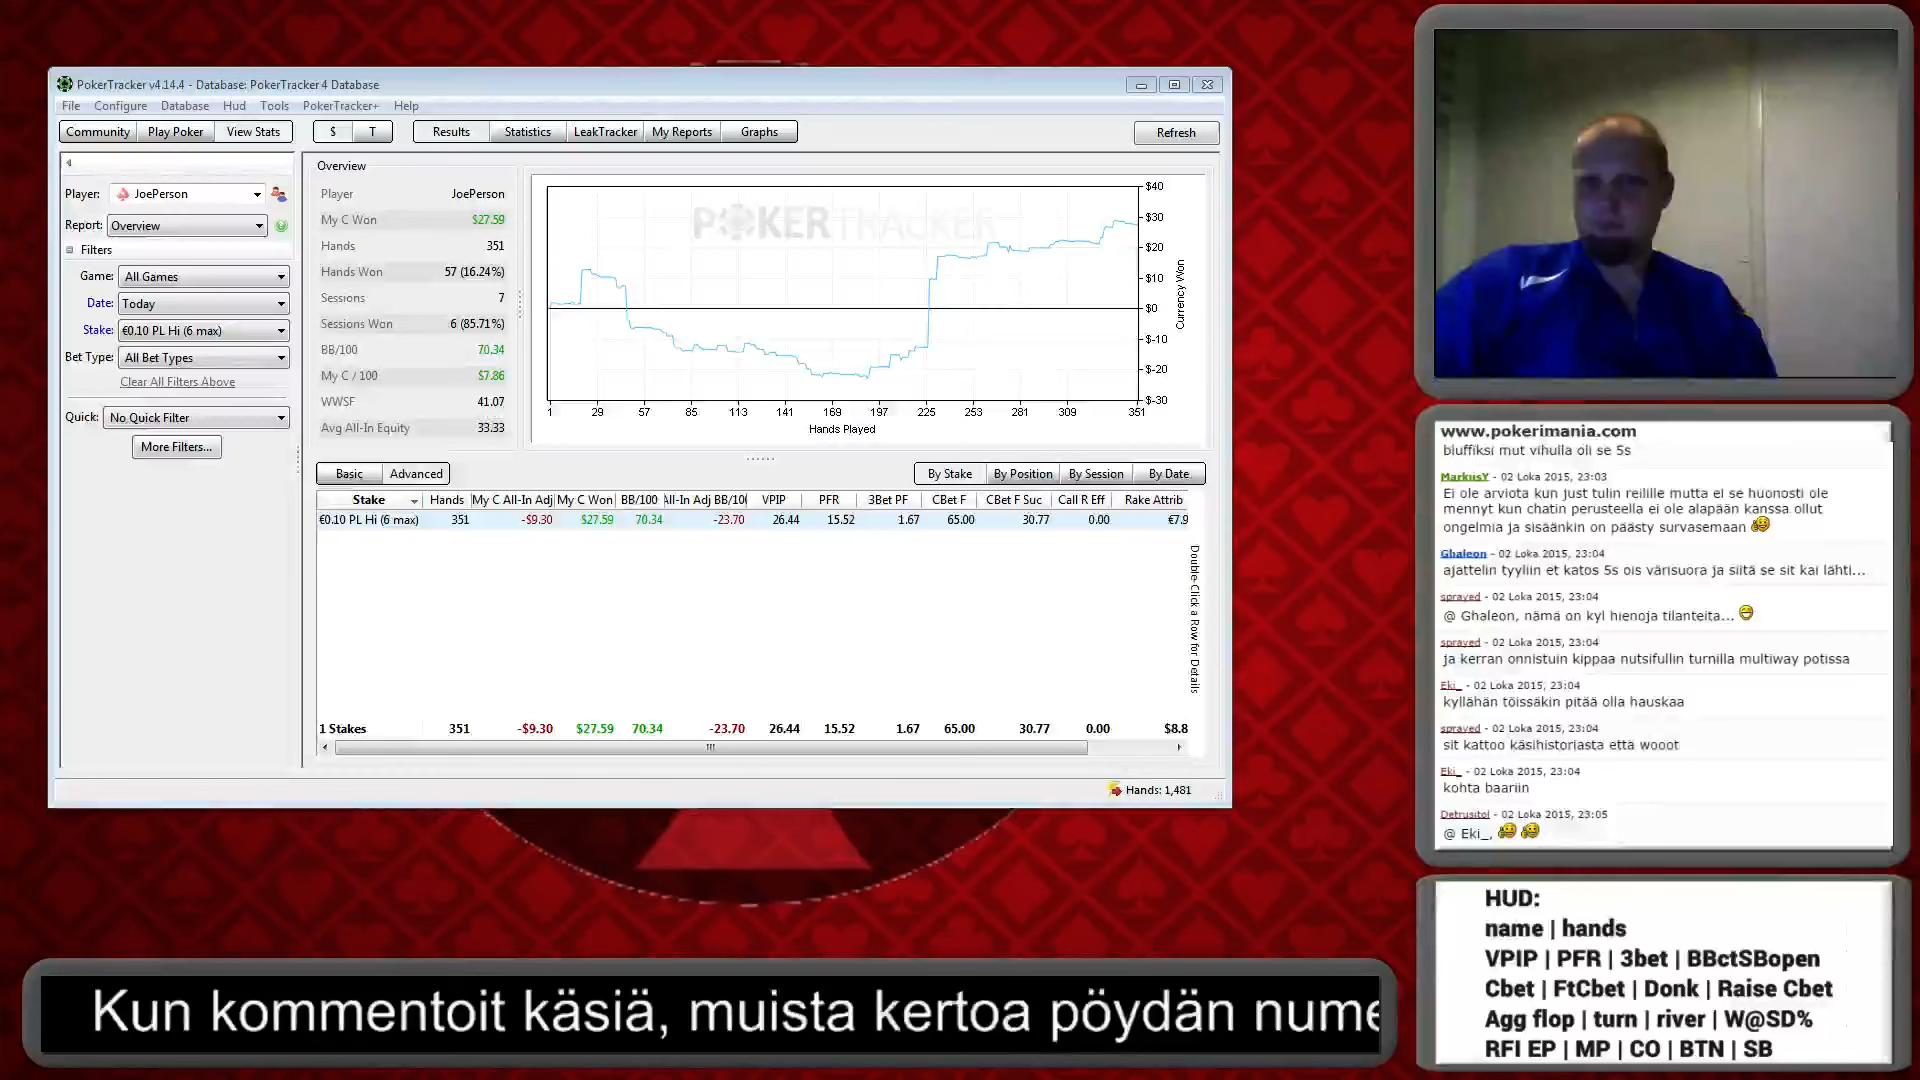 PokerTracker v4.14.4 - Database: PokerTracker 4 Database
File Configure Database Hud Tools PokerTracker+ Help
Community Play Poker View Stats $ T Results Statistics LeakTracker My Reports Graphs Refresh
Player: JoePerson
Report: Overview
Filters
Game: All Games
Date: Today
Stake: €0.10 PL Hi (6 max)
Bet Type: All Bet Types
Clear All Filters Above
Quick: No Quick Filter
More Filters...
Overview
Player JoePerson
My C Won $27.59
Hands 351
Hands Won 57 (16.24%)
Sessions 7
Sessions Won 6 (85.71%)
BB/100 70.34
My C / 100 $7.86
WWSF 41.07
Avg All-In Equity 33.33
POKERTRACKER
$40
$30
$20
$10
$0
$-10
$-20
$-30
Currency Won
1 29 57 85 113 141 169 197 225 253 281 309 351
Hands Played
Basic Advanced By Stake By Position By Session By Date
Stake Hands My C All-In Adj My C Won BB/100 All-In Adj BB/100 VPIP PFR 3Bet PF CBet F CBet F Suc Call R Eff Rake Attrib
€0.10 PL Hi (6 max) 351 -$9.30 $27.59 70.34 -23.70 26.44 15.52 1.67 65.00 30.77 0.00 €7.9
Double-Click a Row for Details
1 Stakes 351 -$9.30 $27.59 70.34 -23.70 26.44 15.52 1.67 65.00 30.77 0.00 $8.8
Hands: 1,481
www.pokerimania.com
bluffiksi mut vihulla oli se 5s
MarkusY - 02 Loka 2015, 23:03
Ei ole arviota kun just tulin reilille mutta ei se huonosti ole
mennyt kun chatin perusteella ei ole alapään kanssa ollut
ongelmia ja sisäänkin on päästy survasemaan
Ghaleon - 02 Loka 2015, 23:04
ajattelin tyyliin et katos 5s ois värisuora ja siitä se sit kai lähti...
sprayed - 02 Loka 2015, 23:04
@ Ghaleon, nämä on kyl hienoja tilanteita...
sprayed - 02 Loka 2015, 23:04
ja kerran onnistuin kippaa nutsifullin turnilla multiway potissa
Eki_ - 02 Loka 2015, 23:04
kyllähän töissäkin pitää olla hauskaa
sprayed - 02 Loka 2015, 23:04
sit kattoo käsihistoriasta että wooot
Eki_ - 02 Loka 2015, 23:04
kohta baariin
Detrusitol - 02 Loka 2015, 23:05
@ Eki_,
HUD:
name | hands
VPIP | PFR | 3bet | BBctSBopen
Cbet | FtCbet | Donk | Raise Cbet
Agg flop | turn | river | W@SD%
RFI EP | MP | CO | BTN | SB
Kun kommentoit käsiä, muista kertoa pöydän nume